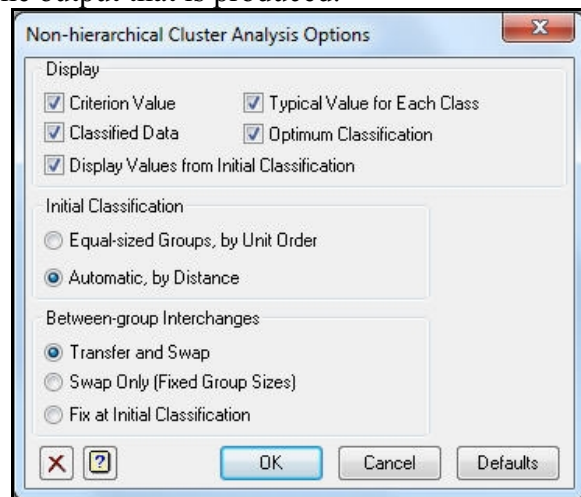 ne output that is produced.
Non-hierarchical Cluster Analysis Options
Display
Criterion Value
Typical Value for Each Class
Classified Data
Optimum Classification
Display Values from Initial Classification
Initial Classification
Equal-sized Groups, by Unit Order
Automatic, by Distance
Between-group Interchanges
Transfer and Swap
Swap Only (Fixed Group Sizes)
Fix at Initial Classification
OK
Cancel
Defaults